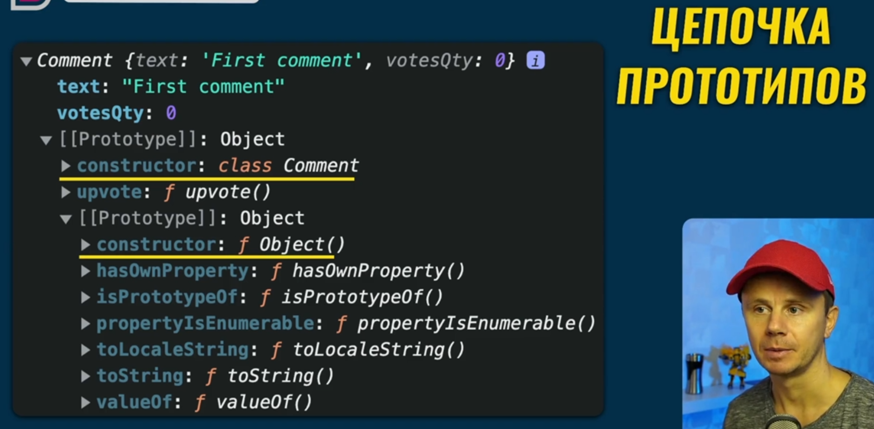 ЦЕПОЧКА
ПРОТОТИПОВ
▼Comment {text: 'First comment', votesQty: 0} i
text: "First comment"
votesQty: 0
▼[[Prototype]]: Object
▶constructor: class Comment
▶upvote: ƒ upvote()
▼[[Prototype]]: Object
▶constructor: ƒ Object()
▶hasOwnProperty: ƒ hasOwnProperty()
▶isPrototypeOf: ƒ isPrototypeOf()
▶propertyIsEnumerable: ƒ propertyIsEnumerable()
▶toLocaleString: ƒ toLocaleString()
▶toString: ƒ toString()
▶valueOf: ƒ valueOf()